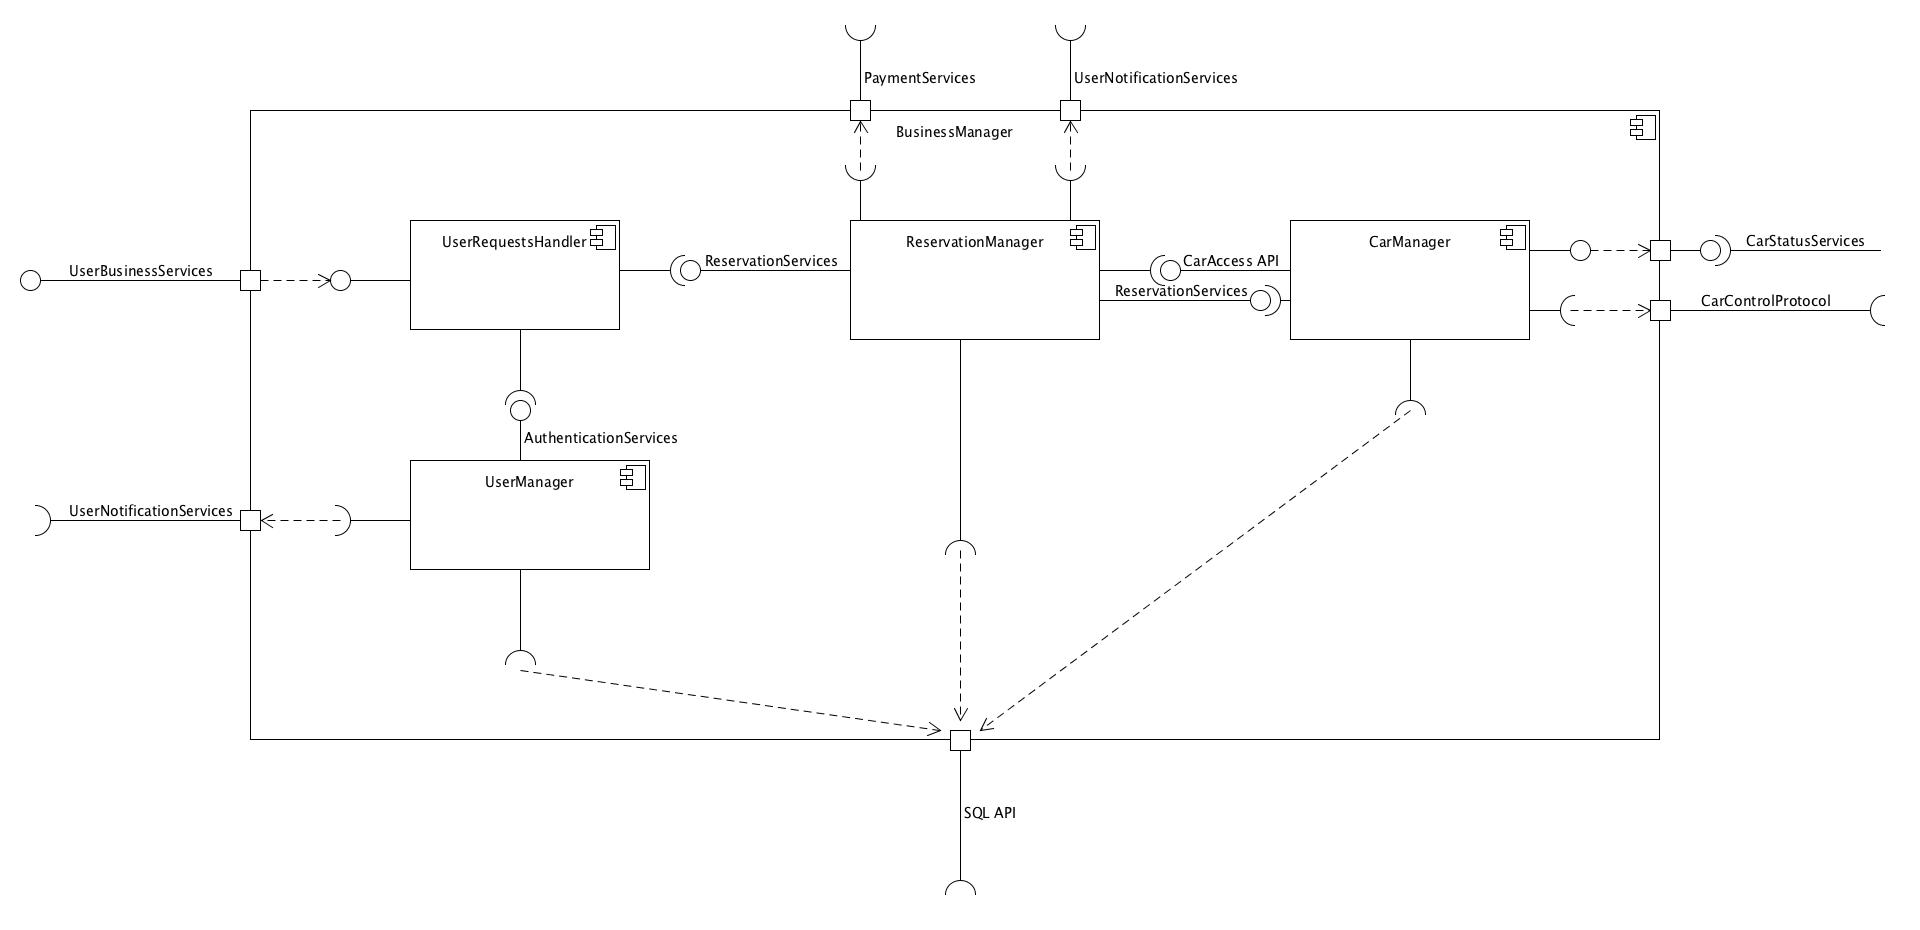 PaymentServices
UserNotificationServices
BusinessManager
UserRequestsHandler
ReservationManager
CarManager
CarStatusServices
UserBusinessServices
ReservationServices
CarAccess API
ReservationServices
CarControlProtocol
AuthenticationServices
UserManager
UserNotificationServices
SQL API